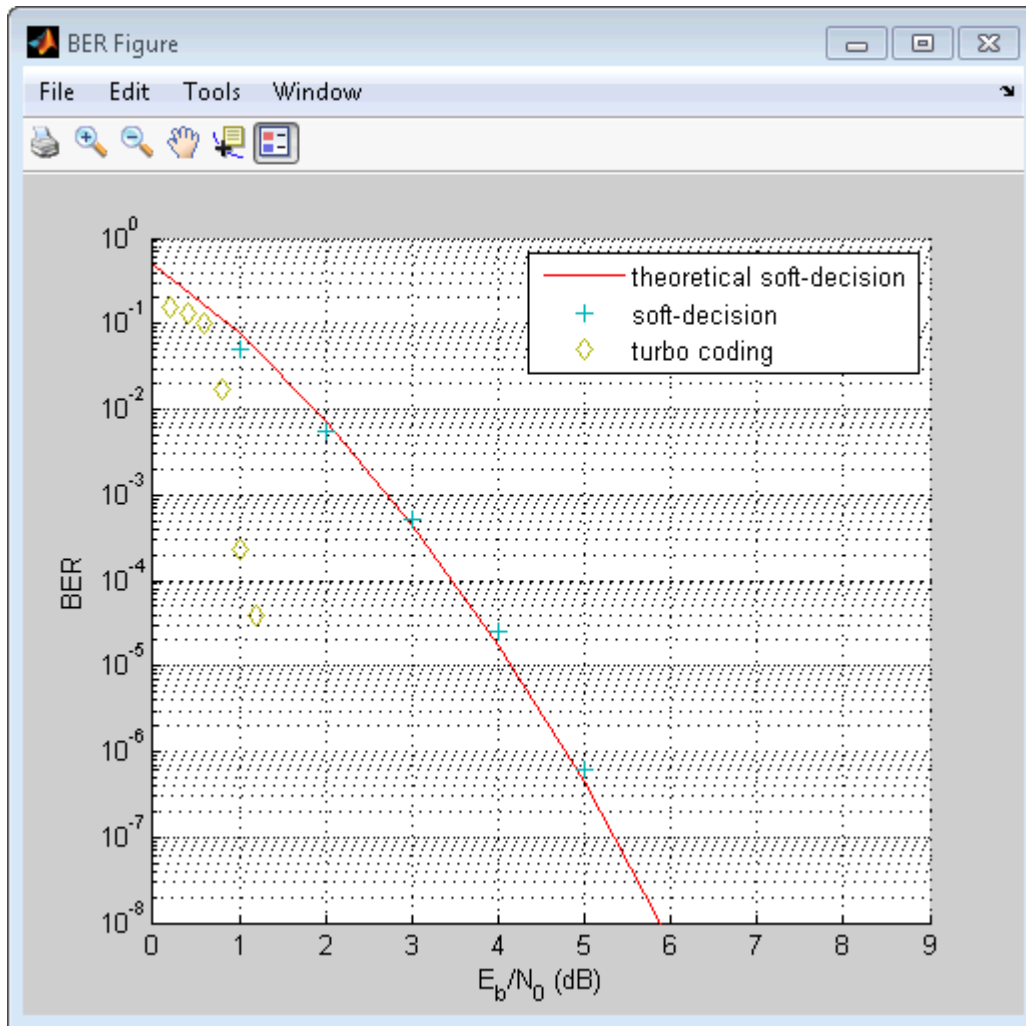 BER Figure
File Edit Tools Window
10^0
10^-1
10^-2
10^-3
10^-4
10^-5
10^-6
10^-7
10^-8
BER
theoretical soft-decision
soft-decision
turbo coding
0 1 2 3 4 5 6 7 8 9
E_b/N_0 (dB)